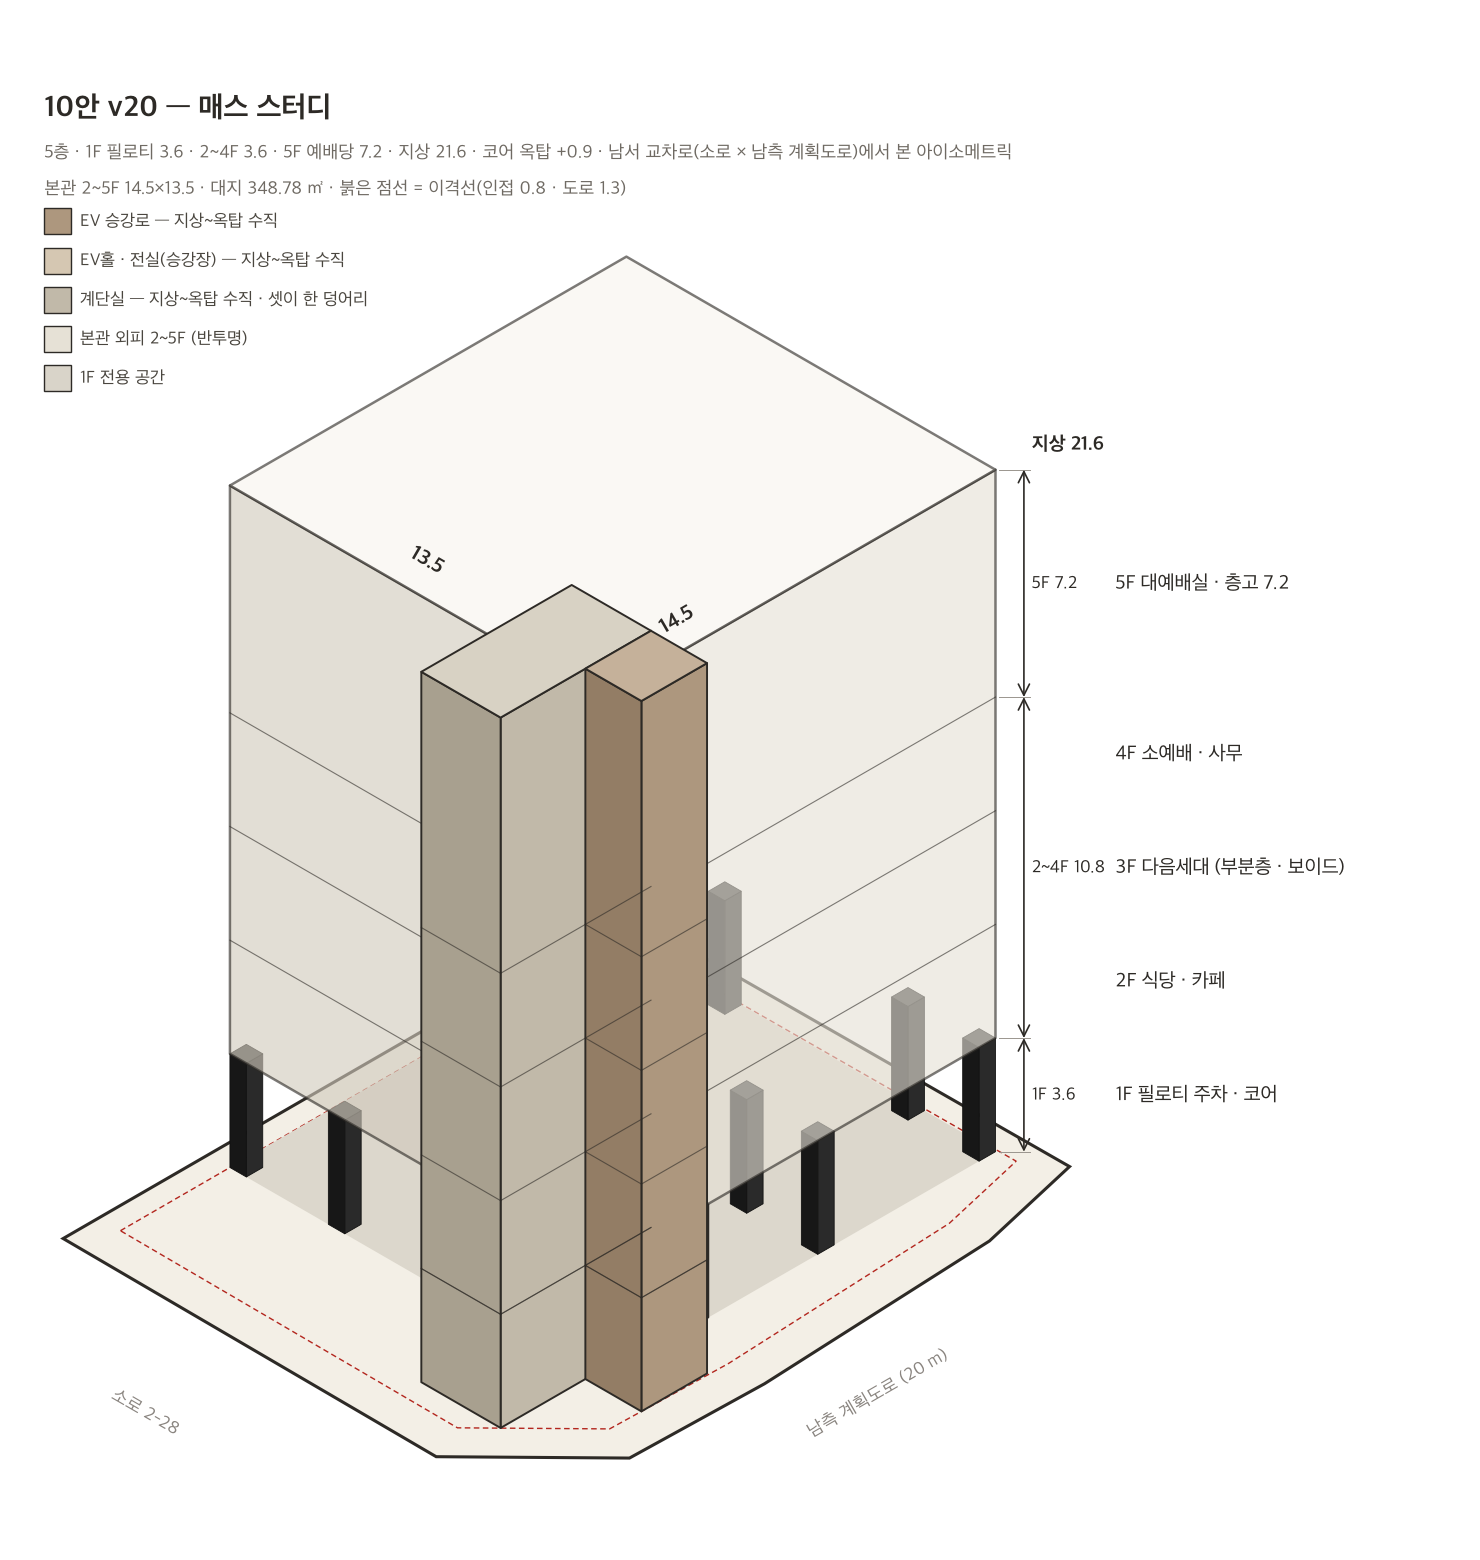 10안 v20 — 매스 스터디
5층 · 1F 필로티 3.6 · 2~4F 3.6 · 5F 예배당 7.2 · 지상 21.6 · 코어 옥탑 +0.9 · 남서 교차로(소로 × 남측 계획도로)에서 본 아이소메트릭
본관 2~5F 14.5×13.5 · 대지 348.78 ㎡ · 붉은 점선 = 이격선(인접 0.8 · 도로 1.3)
EV 승강로 — 지상~옥탑 수직
EV홀 · 전실(승강장) — 지상~옥탑 수직
계단실 — 지상~옥탑 수직 · 셋이 한 덩어리
본관 외피 2~5F (반투명)
1F 전용 공간
지상 21.6
13.5
14.5
5F 7.2 5F 대예배실 · 층고 7.2
4F 소예배 · 사무
2~4F 10.8 3F 다음세대 (부분층 · 보이드)
2F 식당 · 카페
1F 3.6 1F 필로티 주차 · 코어
소로 2-28
남측 계획도로 (20 m)